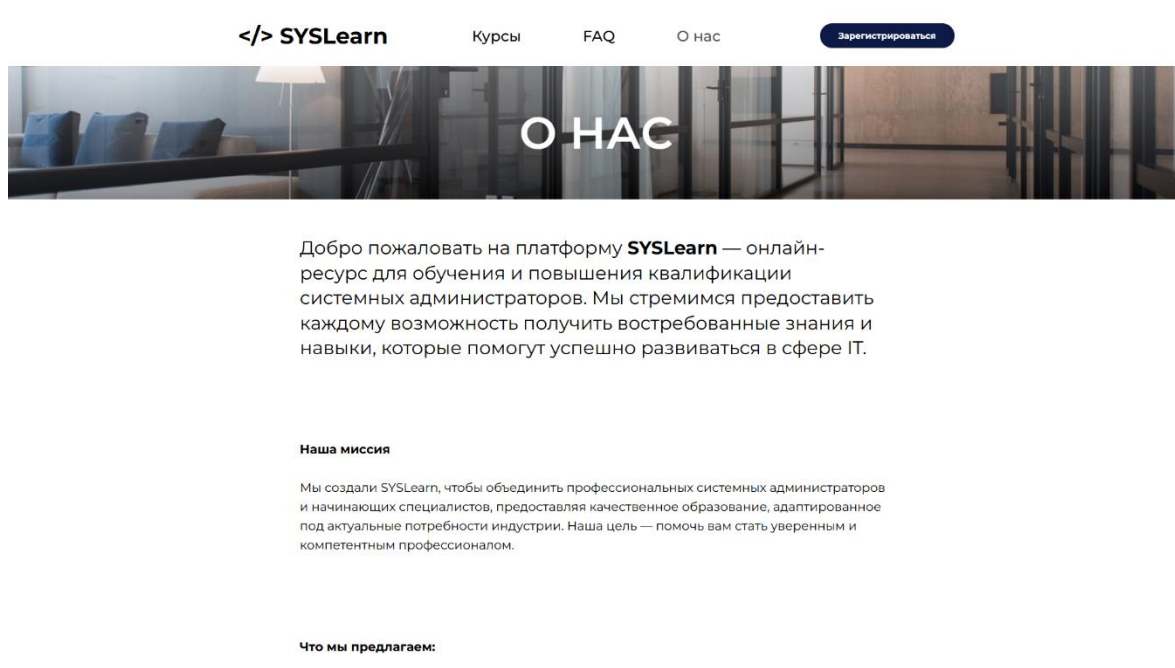 </> SYSLearn
Курсы
FAQ
О нас
Зарегистрироваться
О НАС
Добро пожаловать на платформу SYSLearn — онлайн-
ресурс для обучения и повышения квалификации
системных администраторов. Мы стремимся предоставить
каждому возможность получить востребованные знания и
навыки, которые помогут успешно развиваться в сфере IT.
Наша миссия
Мы создали SYSLearn, чтобы объединить профессиональных системных администраторов
и начинающих специалистов, предоставляя качественное образование, адаптированное
под актуальные потребности индустрии. Наша цель — помочь вам стать уверенным и
компетентным профессионалом.
Что мы предлагаем: